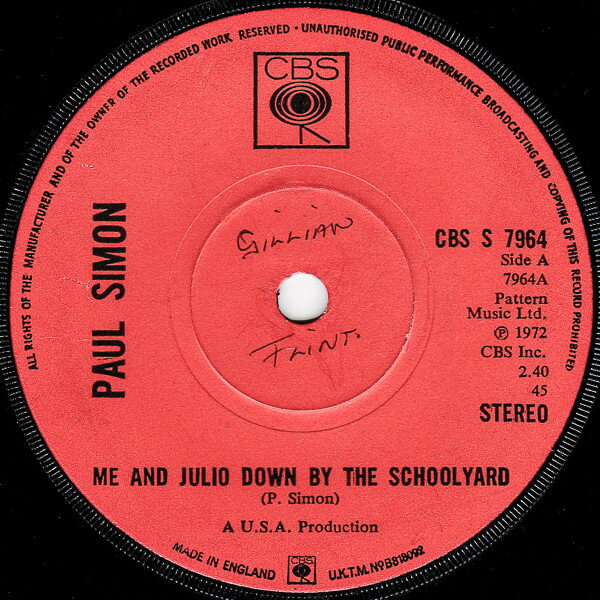 ALL RIGHTS OF THE MANUFACTURER AND OF THE OWNER OF THE RECORDED WORK RESERVED - UNAUTHORISED PUBLIC PERFORMANCE BROADCASTING AND COPYING OF THIS RECORD PROHIBITED
CBS
PAUL SIMON
GILLIAN
FLINT.
CBS S 7964
Side A
7964A
Pattern
Music Ltd.
℗ 1972
CBS Inc.
2.40
45
STEREO
ME AND JULIO DOWN BY THE SCHOOLYARD
(P. Simon)
A U.S.A. Production
MADE IN ENGLAND
CBS
U.K.T.M. NºB818092